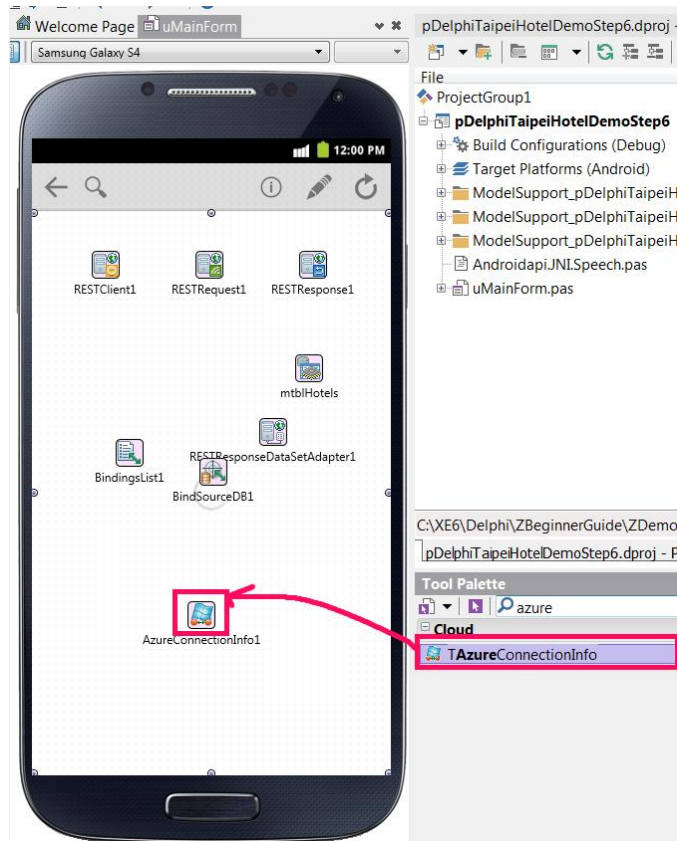 Welcome Page uMainForm
Samsung Galaxy S4
12:00 PM
RESTClient1 RESTRequest1 RESTResponse1
mtblHotels
RESTResponseDataSetAdapter1
BindingsList1
BindSourceDB1
AzureConnectionInfo1
pDelphiTaipeiHotelDemoStep6.dproj -
File
ProjectGroup1
pDelphiTaipeiHotelDemoStep6
Build Configurations (Debug)
Target Platforms (Android)
ModelSupport_pDelphiTaipeiH
ModelSupport_pDelphiTaipeiH
ModelSupport_pDelphiTaipeiH
Androidapi.JNI.Speech.pas
uMainForm.pas
C:\XE6\Delphi\ZBeginnerGuide\ZDemo
pDelphiTaipeiHotelDemoStep6.dproj - P
Tool Palette
azure
Cloud
TAzureConnectionInfo